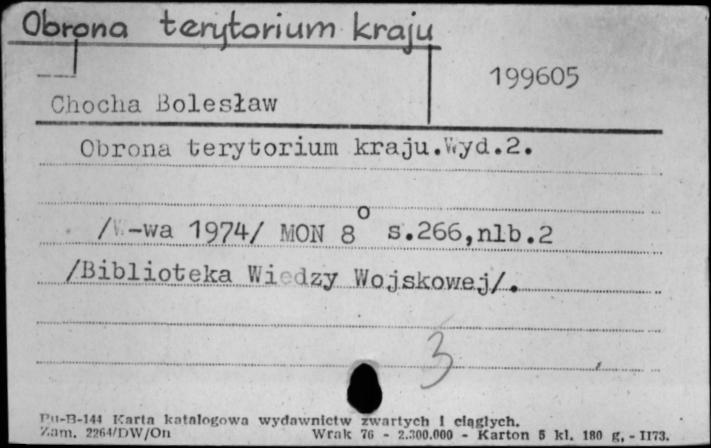 Obrona terytorium kraju
199605
Chocha Bolesław
Obrona terytorium kraju.Wyd.2.
/W-wa 1974/ MON 8° s.266,nlb.2
/Biblioteka Wiedzy Wojskowej/.
3
Pu-B-144 Karta katalogowa wydawnictw zwartych i ciągłych.
Zam. 2264/DW/On Wrak 76 - 2.300.000 - Karton 5 kl. 180 g, - II73.